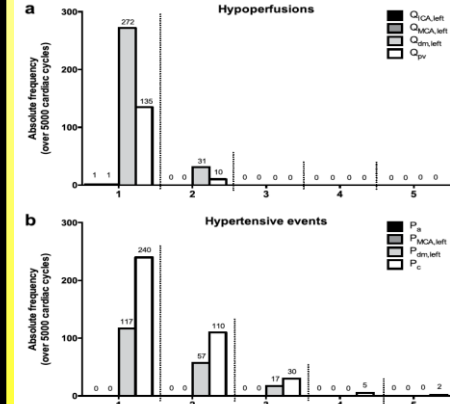 a
Hypoperfusions
Q_ICA,left
Q_MCA,left
Q_dm,left
Q_pv
Absolute frequency
(over 5000 cardiac cycles)
300
200
100
0
1 1 272 135
0 0 31 10
0 0 0 0
0 0 0 0
0 0 0 0
1 2 3 4 5
b
Hypertensive events
P_a
P_MCA,left
P_dm,left
P_c
Absolute frequency
(over 5000 cardiac cycles)
300
200
100
0
0 0 117 240
0 0 57 110
0 0 17 30
0 0 0 5
0 0 0 2